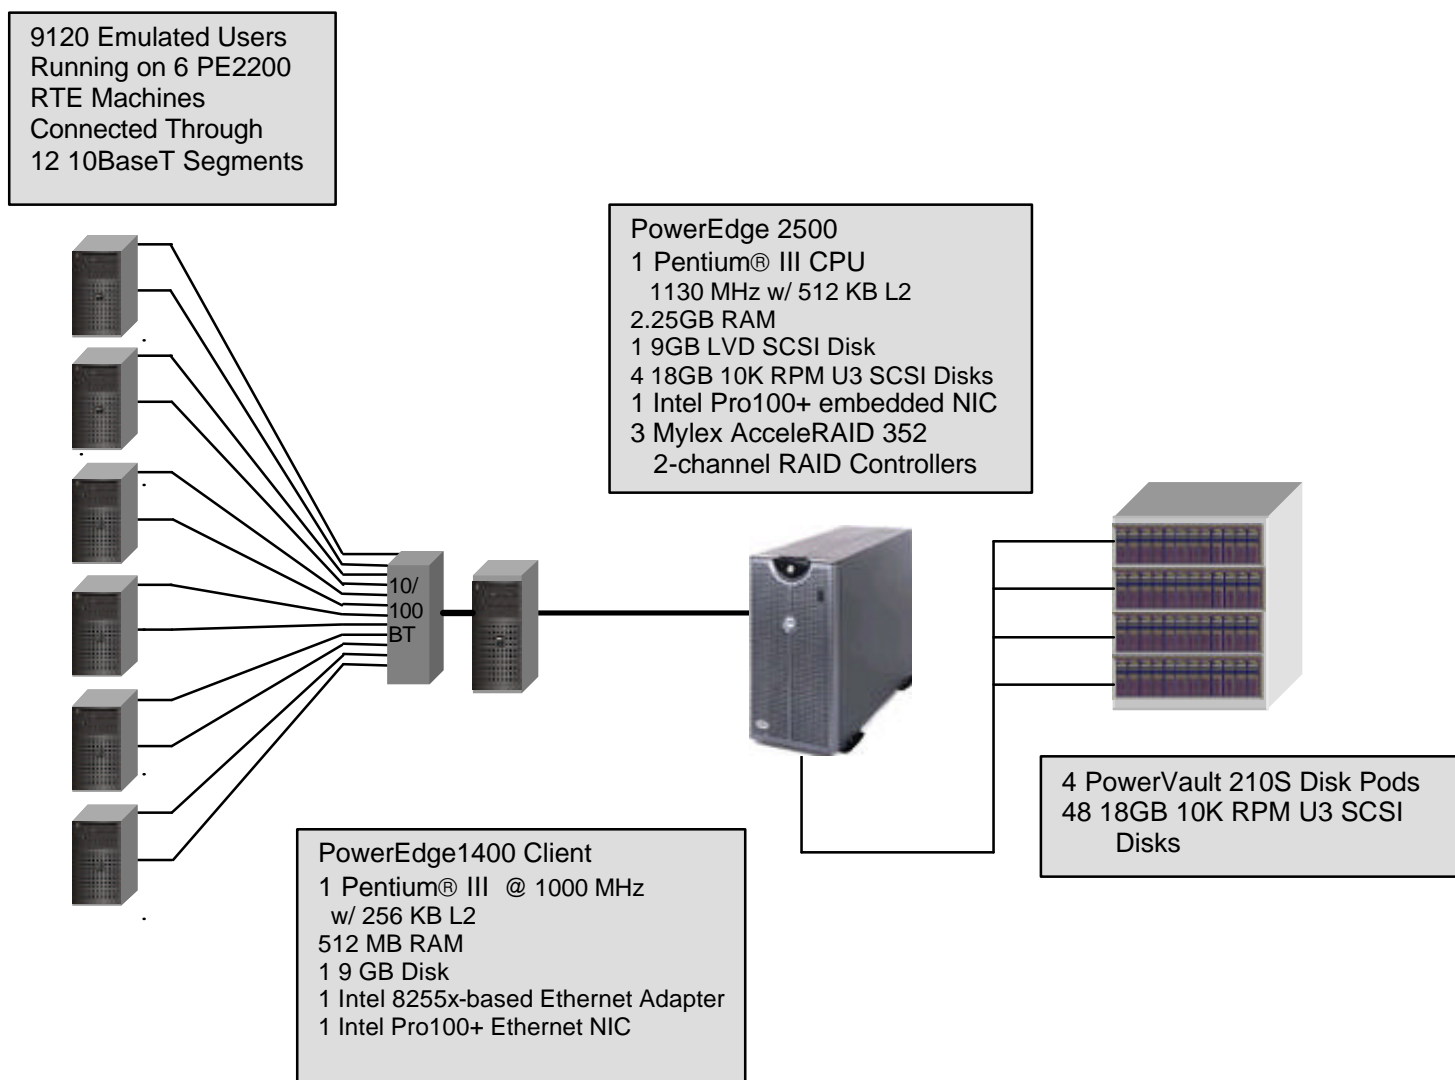 9120 Emulated Users
Running on 6 PE2200
RTE Machines
Connected Through
12 10BaseT Segments
PowerEdge 2500
1 Pentium® III CPU
1130 MHz w/ 512 KB L2
2.25GB RAM
1 9GB LVD SCSI Disk
4 18GB 10K RPM U3 SCSI Disks
1 Intel Pro100+ embedded NIC
3 Mylex AcceleRAID 352
2-channel RAID Controllers
10/
100
BT
4 PowerVault 210S Disk Pods
48 18GB 10K RPM U3 SCSI
Disks
PowerEdge1400 Client
1 Pentium® III @ 1000 MHz
w/ 256 KB L2
512 MB RAM
1 9 GB Disk
1 Intel 8255x-based Ethernet Adapter
1 Intel Pro100+ Ethernet NIC